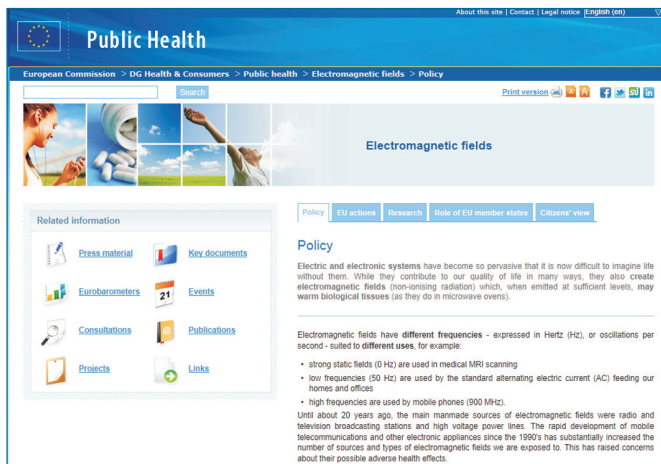 About this site | Contact | Legal notice English (en)
Public Health
European Commission > DG Health & Consumers > Public health > Electromagnetic fields > Policy
Search
Print version A A
Electromagnetic fields
Related information
Press material Key documents
Eurobarometers 21 Events
Consultations Publications
Projects Links
Policy EU actions Research Role of EU member states Citizens' view
Policy
Electric and electronic systems have become so pervasive that it is now difficult to imagine life
without them. While they contribute to our quality of life in many ways, they also create
electromagnetic fields (non-ionising radiation) which, when emitted at sufficient levels, may
warm biological tissues (as they do in microwave ovens).
Electromagnetic fields have different frequencies - expressed in Hertz (Hz), or oscillations per
second - suited to different uses, for example:
• strong static fields (0 Hz) are used in medical MRI scanning
• low frequencies (50 Hz) are used by the standard alternating electric current (AC) feeding our
homes and offices
• high frequencies are used by mobile phones (900 MHz).
Until about 20 years ago, the main manmade sources of electromagnetic fields were radio and
television broadcasting stations and high voltage power lines. The rapid development of mobile
telecommunications and other electronic appliances since the 1990's has substantially increased the
number of sources and types of electromagnetic fields we are exposed to. This has raised concerns
about their possible adverse health effects.